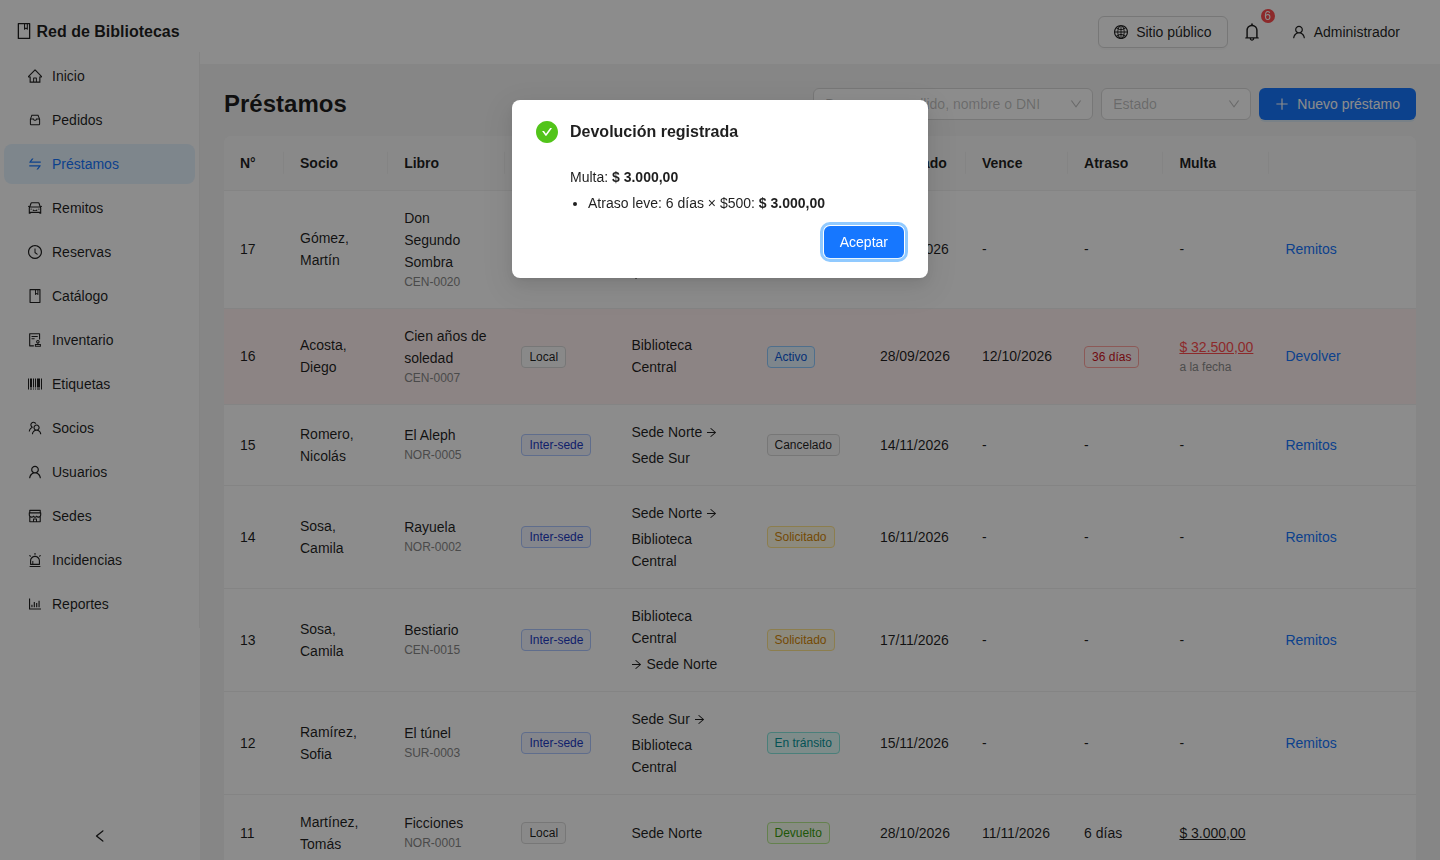 Red de Bibliotecas
Sitio público
6
Administrador
Inicio
Pedidos
Préstamos
Remitos
Reservas
Catálogo
Inventario
Etiquetas
Socios
Usuarios
Sedes
Incidencias
Reportes
Préstamos
nombre o DNI
Estado
Nuevo préstamo
Devolución registrada
Multa: $ 3.000,00
• Atraso leve: 6 días × $500: $ 3.000,00
Aceptar
N° Socio Libro Vence Atraso Multa
17 Gómez, Martín Don Segundo Sombra CEN-0020 - - - Remitos
16 Acosta, Diego Cien años de soledad CEN-0007 Local Biblioteca Central Activo 28/09/2026 12/10/2026 36 días $ 32.500,00 a la fecha Devolver
15 Romero, Nicolás El Aleph NOR-0005 Inter-sede Sede Norte → Sede Sur Cancelado 14/11/2026 - - - Remitos
14 Sosa, Camila Rayuela NOR-0002 Inter-sede Sede Norte → Biblioteca Central Solicitado 16/11/2026 - - - Remitos
13 Sosa, Camila Bestiario CEN-0015 Inter-sede Biblioteca Central → Sede Norte Solicitado 17/11/2026 - - - Remitos
12 Ramírez, Sofia El túnel SUR-0003 Inter-sede Sede Sur → Biblioteca Central En tránsito 15/11/2026 - - - Remitos
11 Martínez, Tomás Ficciones NOR-0001 Local Sede Norte Devuelto 28/10/2026 11/11/2026 6 días $ 3.000,00